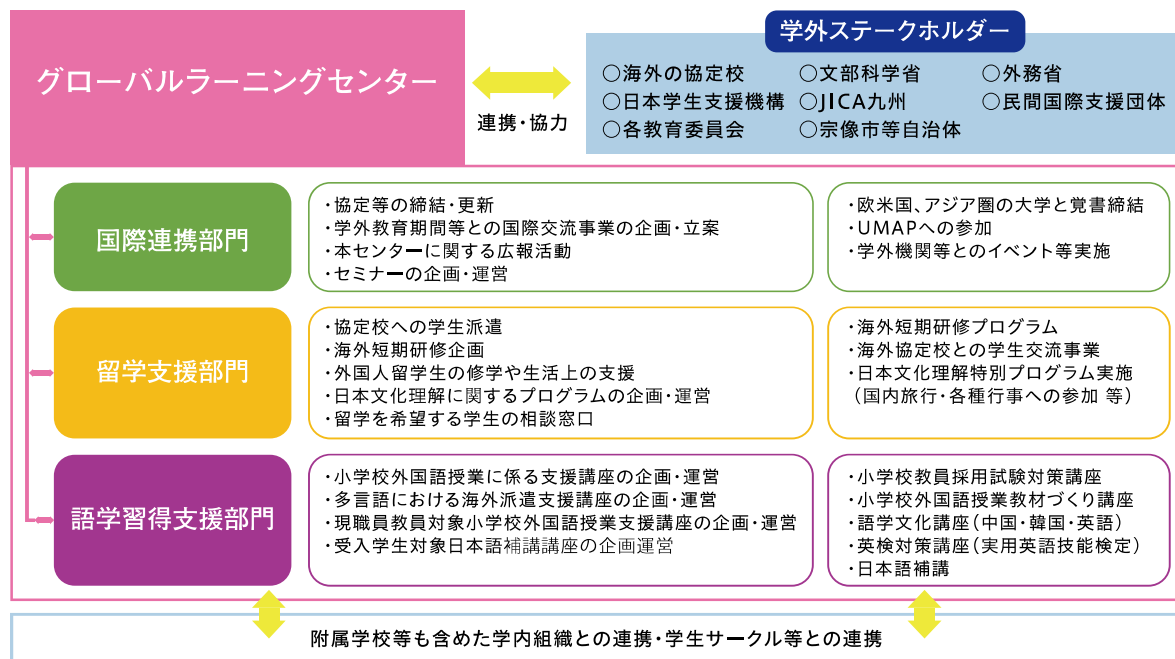 グローバルラーニングセンター
連携・協力
学外ステークホルダー
○海外の協定校 ○文部科学省 ○外務省
○日本学生支援機構 ○JICA九州 ○民間国際支援団体
○各教育委員会 ○宗像市等自治体
国際連携部門
・協定等の締結・更新
・学外教育期間等との国際交流事業の企画・立案
・本センターに関する広報活動
・セミナーの企画・運営
・欧米国、アジア圏の大学と覚書締結
・UMAPへの参加
・学外機関等とのイベント等実施
留学支援部門
・協定校への学生派遣
・海外短期研修企画
・外国人留学生の修学や生活上の支援
・日本文化理解に関するプログラムの企画・運営
・留学を希望する学生の相談窓口
・海外短期研修プログラム
・海外協定校との学生交流事業
・日本文化理解特別プログラム実施
（国内旅行・各種行事への参加 等）
語学習得支援部門
・小学校外国語授業に係る支援講座の企画・運営
・多言語における海外派遣支援講座の企画・運営
・現職員教員対象小学校外国語授業支援講座の企画・運営
・受入学生対象日本語補講講座の企画運営
・小学校教員採用試験対策講座
・小学校外国語授業教材づくり講座
・語学文化講座（中国・韓国・英語）
・英検対策講座（実用英語技能検定）
・日本語補講
附属学校等も含めた学内組織との連携・学生サークル等との連携